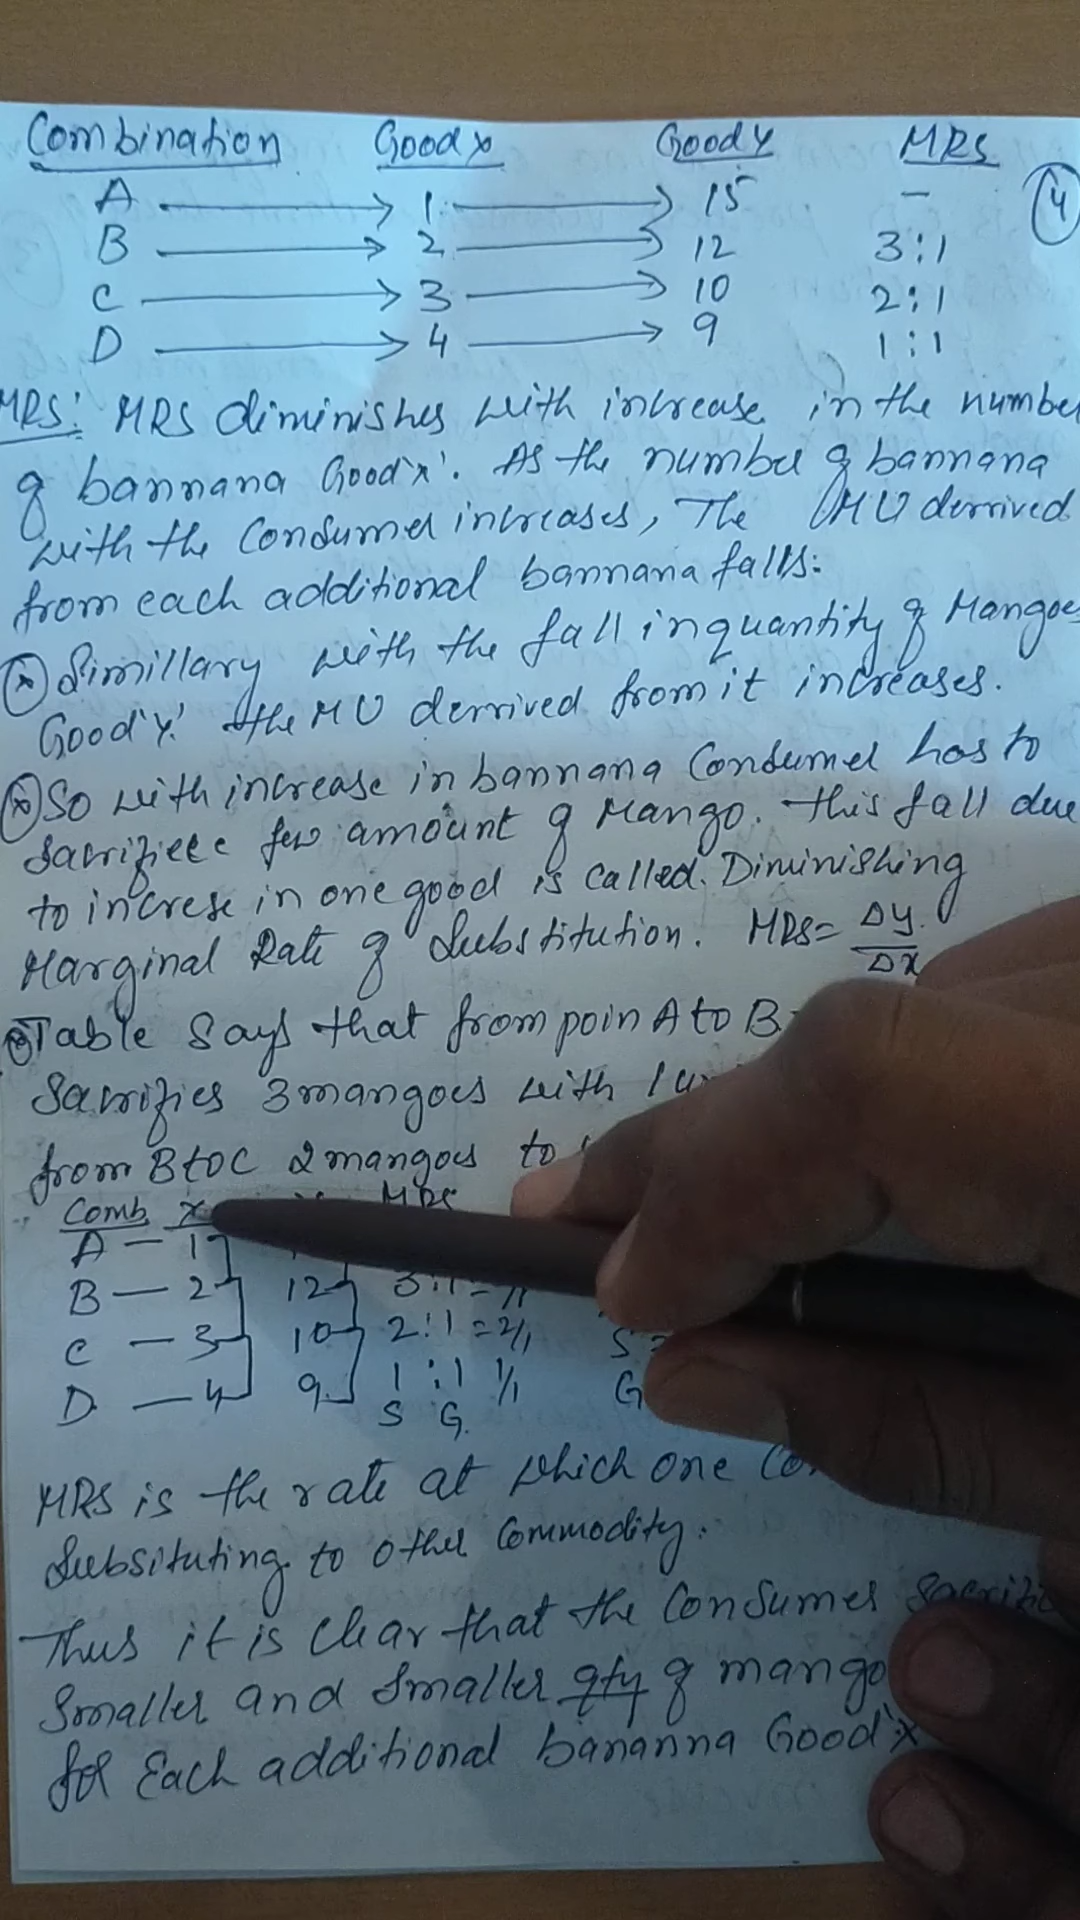 Combination Good x Good Y MRS
A 1 15 –
B 2 12 3:1
C 3 10 2:1
D 4 9 1:1
4
MRS: MRS diminishes with increase in the number
of bannana Good 'x'. As the number of bannana
with the Consumer increases, The MU derrived
from each additional bannana falls:
Simillary with the fall in quantity of Mangoes
Good 'Y' the MU derrived from it increases.
So with increase in bannana Consumer has to
few amount of Mango. this fall due
to increse in one good is called. Diminishing
Marginal Rate of Substitution. MRS= Δy/Δx
Table Says that from poin A to B
Sacrifies 3mangoes with 1
from B to C 2mangoes to
Comb x MRS
A – 1
B – 2 12 3:1
C – 3 10 2:1 = 2/1 S
D – 4 9 1:1 1/1 G
S G.
MRS is the rate at which one
Subsituting to other Commodity.
Thus it is Clear that the Consumer
Smaller and Smaller qty of mango
for Each additional bananna Good 'x